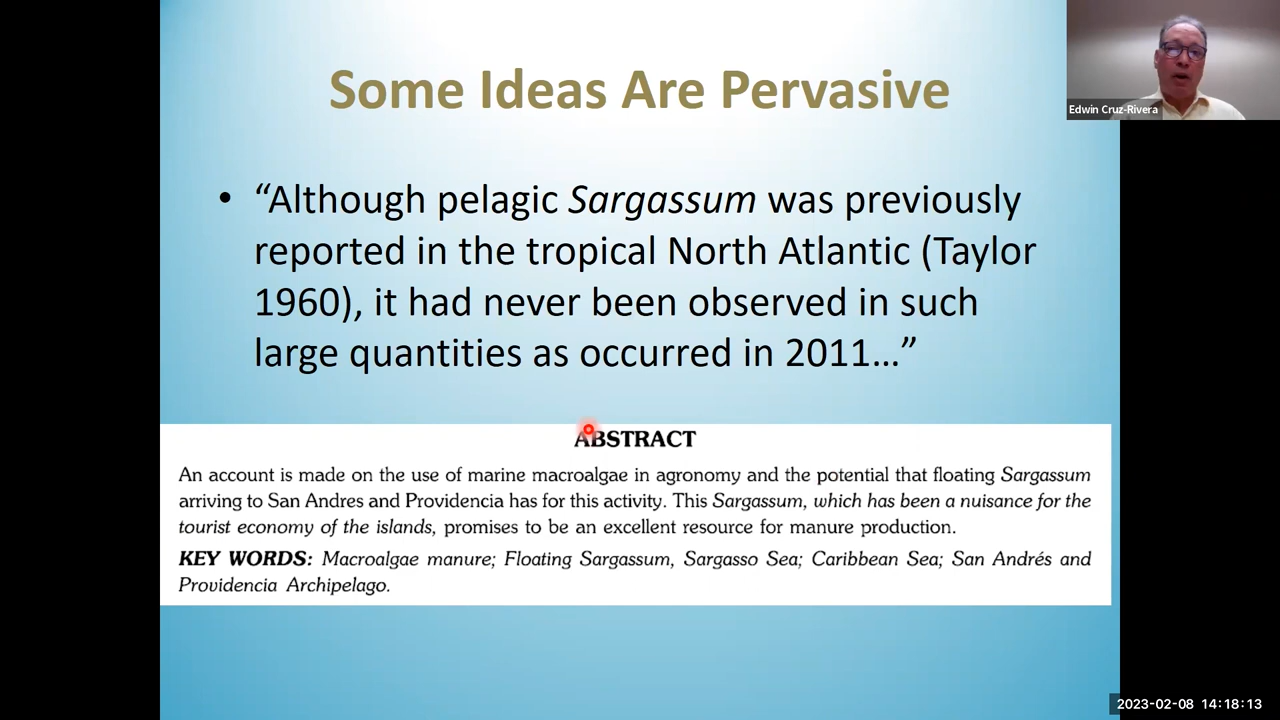 Some Ideas Are Pervasive
Edwin Cruz-Rivera
• “Although pelagic Sargassum was previously
reported in the tropical North Atlantic (Taylor
1960), it had never been observed in such
large quantities as occurred in 2011…”
ABSTRACT
An account is made on the use of marine macroalgae in agronomy and the potential that floating Sargassum
arriving to San Andres and Providencia has for this activity. This Sargassum, which has been a nuisance for the
tourist economy of the islands, promises to be an excellent resource for manure production.
KEY WORDS: Macroalgae manure; Floating Sargassum, Sargasso Sea; Caribbean Sea; San Andrés and
Providencia Archipelago.
2023-02-08 14:18:13